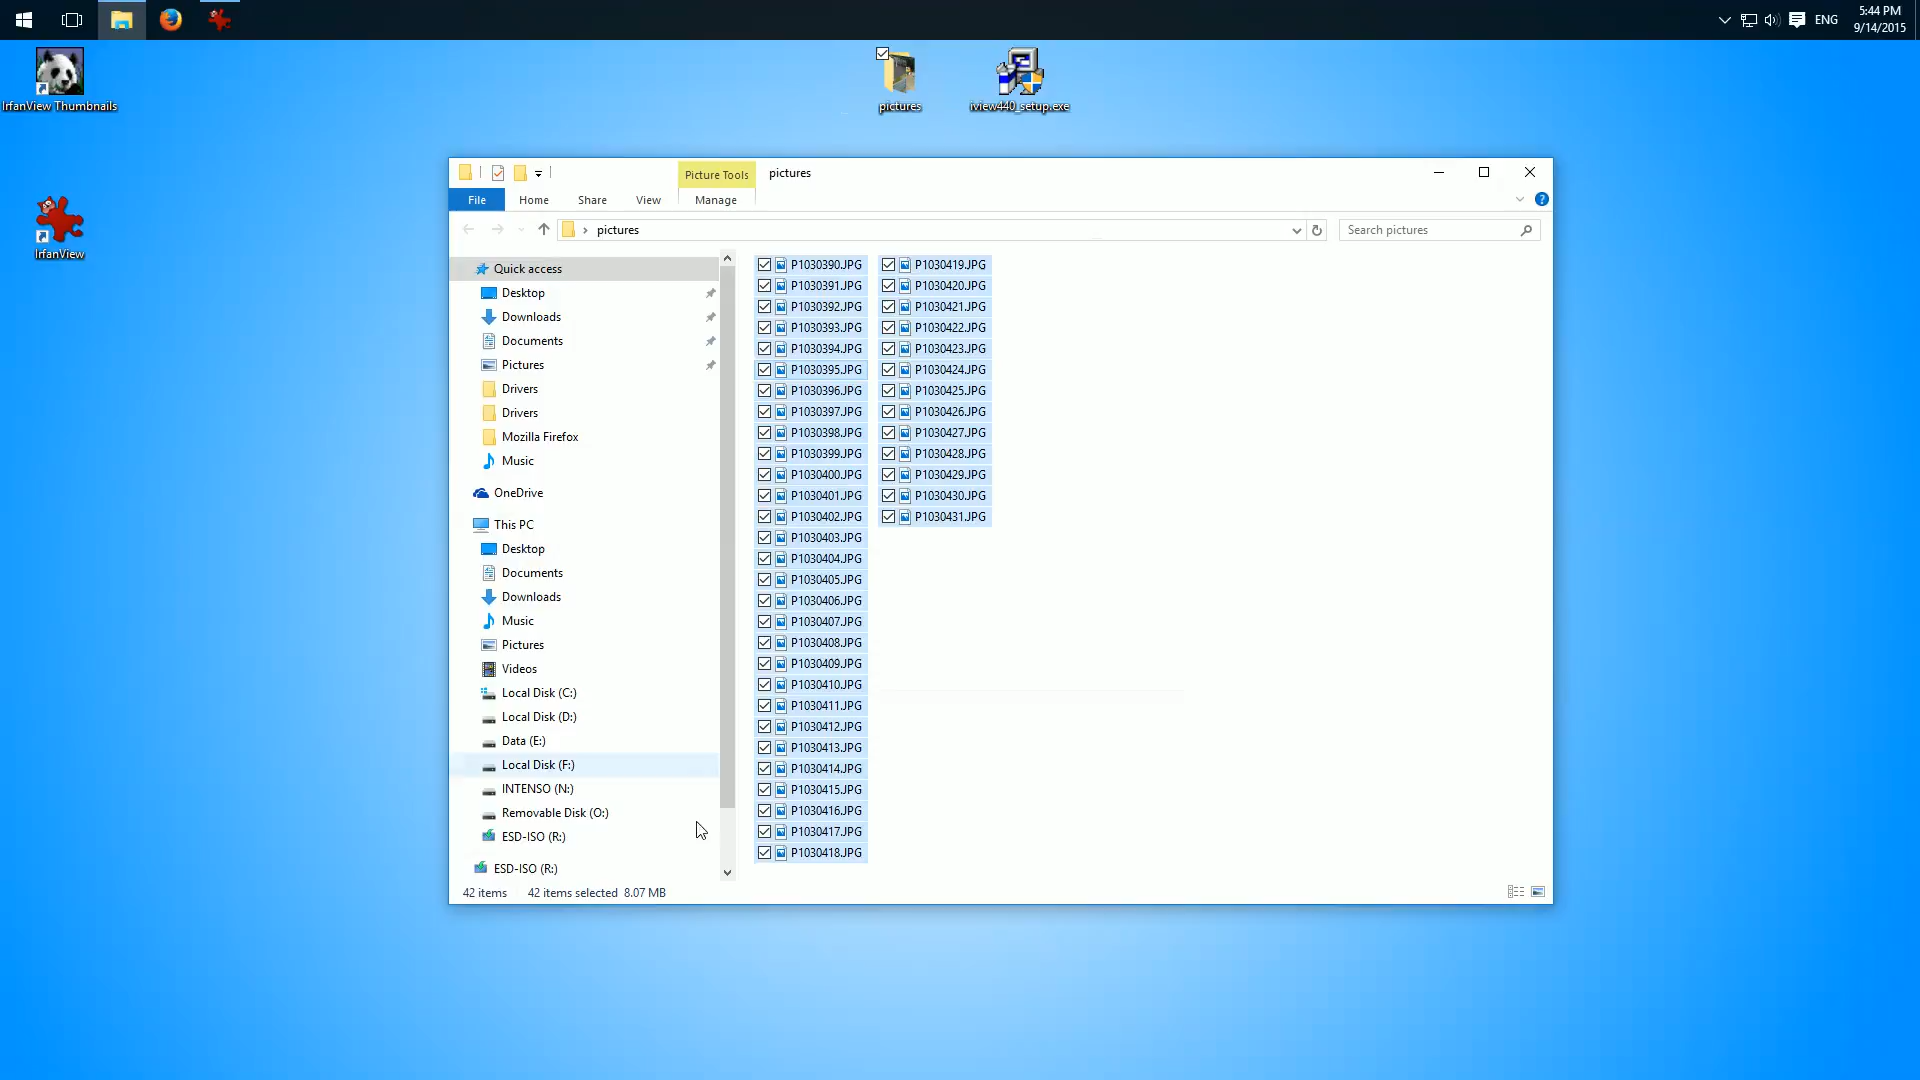 ENG
5:44 PM
9/14/2015
IrfanView Thumbnails
pictures
iview440_setup.exe
IrfanView
Picture Tools
pictures
File
Home
Share
View
Manage
pictures
Search pictures
Quick access
Desktop
Downloads
Documents
Pictures
Drivers
Drivers
Mozilla Firefox
Music
OneDrive
This PC
Desktop
Documents
Downloads
Music
Pictures
Videos
Local Disk (C:)
Local Disk (D:)
Data (E:)
Local Disk (F:)
INTENSO (N:)
Removable Disk (O:)
ESD-ISO (R:)
ESD-ISO (R:)
P1030390.JPG
P1030391.JPG
P1030392.JPG
P1030393.JPG
P1030394.JPG
P1030395.JPG
P1030396.JPG
P1030397.JPG
P1030398.JPG
P1030399.JPG
P1030400.JPG
P1030401.JPG
P1030402.JPG
P1030403.JPG
P1030404.JPG
P1030405.JPG
P1030406.JPG
P1030407.JPG
P1030408.JPG
P1030409.JPG
P1030410.JPG
P1030411.JPG
P1030412.JPG
P1030413.JPG
P1030414.JPG
P1030415.JPG
P1030416.JPG
P1030417.JPG
P1030418.JPG
P1030419.JPG
P1030420.JPG
P1030421.JPG
P1030422.JPG
P1030423.JPG
P1030424.JPG
P1030425.JPG
P1030426.JPG
P1030427.JPG
P1030428.JPG
P1030429.JPG
P1030430.JPG
P1030431.JPG
42 items 42 items selected 8.07 MB